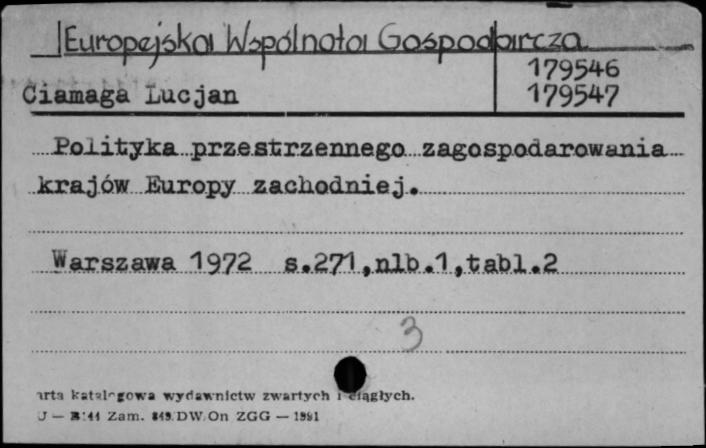 Europejska Wspólnota Gospodarcza
179546
Ciamaga Lucjan 179547
Polityka przestrzennego zagospodarowania
krajów Europy zachodniej.
Warszawa 1972 s.271,nlb.1,tabl.2
3
arta katalogowa wydawnictw zwartych i ciągłych.
Zam. DW.On ZGG —